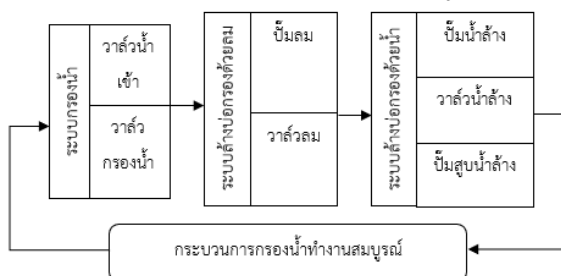 ระบบกรองน้ำ
วาล์วน้ำ
เข้า
วาล์ว
กรองน้ำ
ระบบล้างบ่อกรองด้วยลม
ปั๊มลม
วาล์วลม
ระบบล้างบ่อกรองด้วยน้ำ
ปั๊มน้ำล้าง
วาล์วน้ำล้าง
ปั๊มสูบน้ำล้าง
กระบวนการกรองน้ำทำงานสมบูรณ์